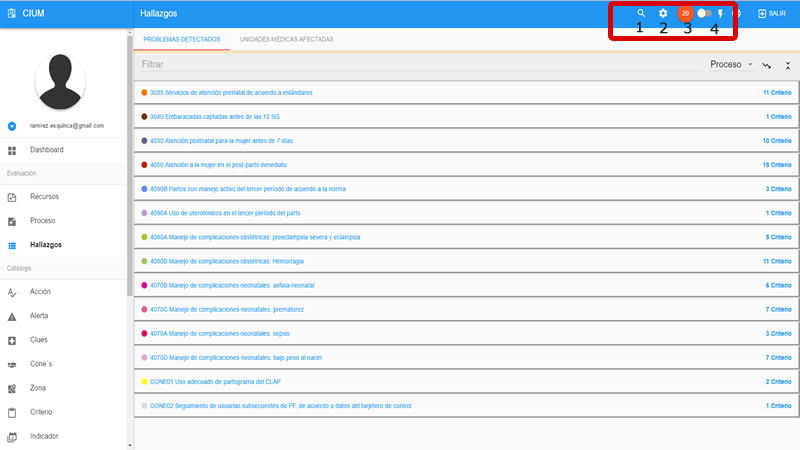 CIUM
Hallazgos
20
SALIR
1 2 3 4
PROBLEMAS DETECTADOS UNIDADES MÉDICAS AFECTADAS
Filtrar
Proceso
ramirez.esquinca@gmail.com
Dashboard
Evaluación
Recursos
Proceso
Hallazgos
Catálogo
Acción
Alerta
Clues
Cone´s
Zona
Criterio
Indicador
3035 Servicios de atención prenatal de acuerdo a estándares 11 Criterio
3040 Embarazadas captadas antes de las 12 SG 1 Criterio
4030 Atención postnatal para la mujer antes de 7 días 10 Criterio
4050 Atención a la mujer en el post-parto inmediato 15 Criterio
4090B Partos con manejo activo del tercer período de acuerdo a la norma 3 Criterio
4090A Uso de uterotónicos en el tercer período del parto 1 Criterio
4080A Manejo de complicaciones obstétricas: preeclampsia severa y eclampsia 5 Criterio
4080B Manejo de complicaciones obstétricas: Hemorragia 11 Criterio
4070B Manejo de complicaciones neonatales: asfixia neonatal 6 Criterio
4070C Manejo de complicaciones neonatales: prematurez 7 Criterio
4070A Manejo de complicaciones neonatales: sepsis 3 Criterio
4070D Manejo de complicaciones neonatales: bajo peso al nacer 7 Criterio
CONE01 Uso adecuado de partograma del CLAP 2 Criterio
CONE02 Seguimiento de usuarias subsecuentes de PF, de acuerdo a datos del tarjetero de control 1 Criterio